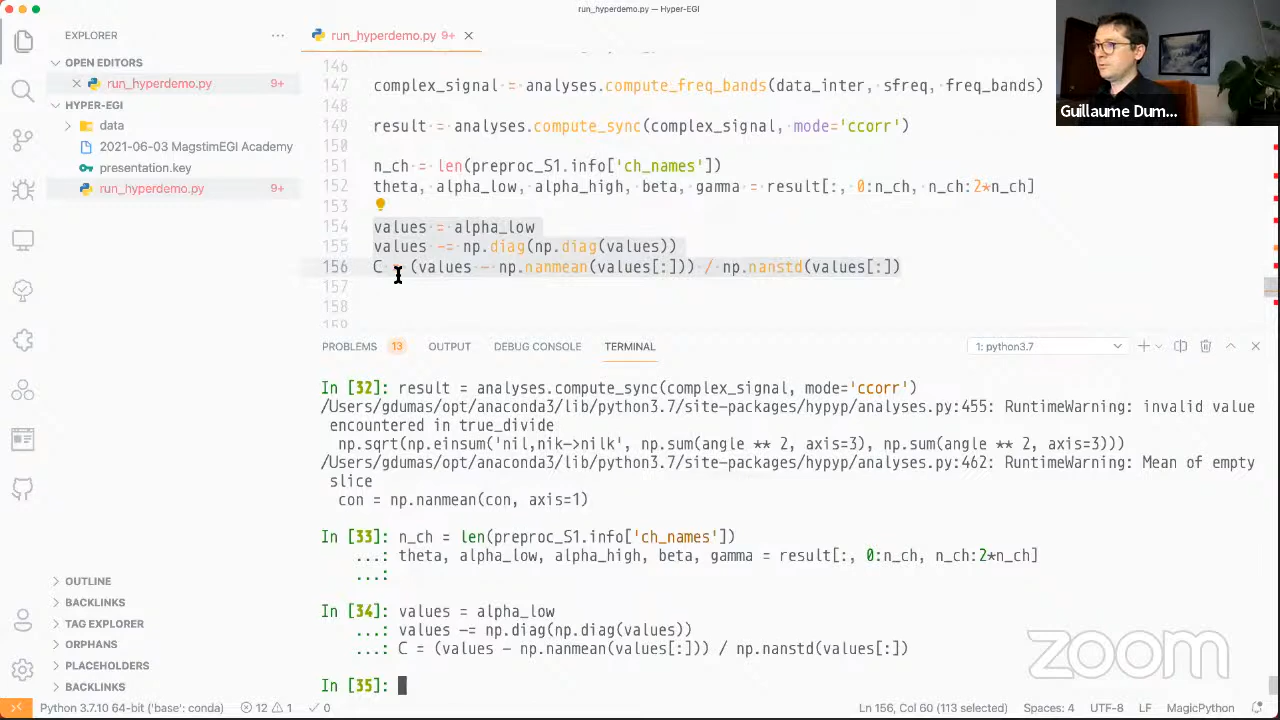 run_hyperdemo.py — Hyper-EGI
EXPLORER
run_hyperdemo.py 9+
OPEN EDITORS
run_hyperdemo.py 9+
HYPER-EGI
data
2021-06-03 MagstimEGI Academy
presentation.key
run_hyperdemo.py 9+
OUTLINE
BACKLINKS
TAG EXPLORER
ORPHANS
PLACEHOLDERS
BACKLINKS
146
147 complex_signal = analyses.compute_freq_bands(data_inter, sfreq, freq_bands)
148
149 result = analyses.compute_sync(complex_signal, mode='ccorr')
150
151 n_ch = len(preproc_S1.info['ch_names'])
152 theta, alpha_low, alpha_high, beta, gamma = result[:, 0:n_ch, n_ch:2*n_ch]
153
154 values = alpha_low
155 values -= np.diag(np.diag(values))
156 C = (values - np.nanmean(values[:])) / np.nanstd(values[:])
157
158
159
Guillaume Dum...
PROBLEMS 13 OUTPUT DEBUG CONSOLE TERMINAL
1: python3.7
In [32]: result = analyses.compute_sync(complex_signal, mode='ccorr')
/Users/gdumas/opt/anaconda3/lib/python3.7/site-packages/hypyp/analyses.py:455: RuntimeWarning: invalid value
encountered in true_divide
np.sqrt(np.einsum('nil,nik->nilk', np.sum(angle ** 2, axis=3), np.sum(angle ** 2, axis=3)))
/Users/gdumas/opt/anaconda3/lib/python3.7/site-packages/hypyp/analyses.py:462: RuntimeWarning: Mean of empty
slice
con = np.nanmean(con, axis=1)
In [33]: n_ch = len(preproc_S1.info['ch_names'])
...: theta, alpha_low, alpha_high, beta, gamma = result[:, 0:n_ch, n_ch:2*n_ch]
...:
In [34]: values = alpha_low
...: values -= np.diag(np.diag(values))
...: C = (values - np.nanmean(values[:])) / np.nanstd(values[:])
In [35]:
zoom
Python 3.7.10 64-bit ('base': conda) 12 1 0
Ln 156, Col 60 (113 selected) Spaces: 4 UTF-8 LF MagicPython